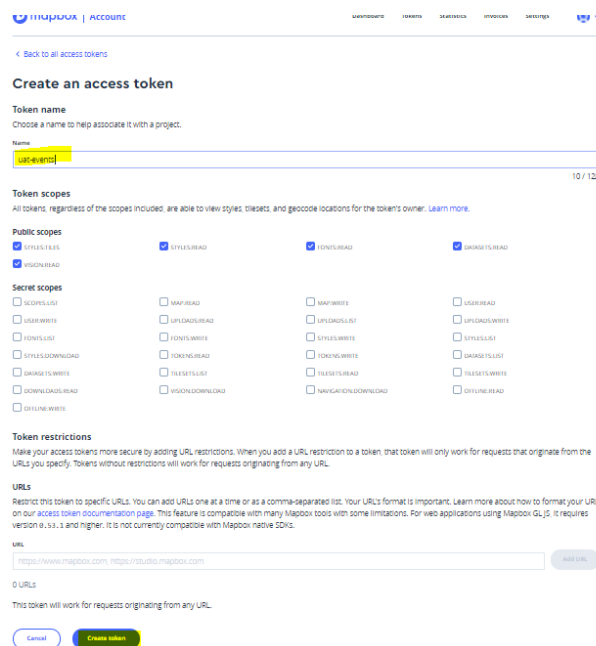 mapbox | Account
Dashboard Tokens Statistics Invoices Settings
< Back to all access tokens
Create an access token
Token name
Choose a name to help associate it with a project.
Name
uat-events
10 / 12
Token scopes
All tokens, regardless of the scopes included, are able to view styles, tilesets, and geocode locations for the token's owner. Learn more.
Public scopes
STYLES:TILES STYLES:READ FONTS:READ DATASETS:READ
VISION:READ
Secret scopes
SCOPES:LIST MAP:READ MAP:WRITE USER:READ
USER:WRITE UPLOADS:READ UPLOADS:LIST UPLOADS:WRITE
FONTS:LIST FONTS:WRITE STYLES:WRITE STYLES:LIST
STYLES:DOWNLOAD TOKENS:READ TOKENS:WRITE DATASETS:LIST
DATASETS:WRITE TILESETS:LIST TILESETS:READ TILESETS:WRITE
DOWNLOADS:READ VISION:DOWNLOAD NAVIGATION:DOWNLOAD OFFLINE:READ
OFFLINE:WRITE
Token restrictions
Make your access tokens more secure by adding URL restrictions. When you add a URL restriction to a token, that token will only work for requests that originate from the
URLs you specify. Tokens without restrictions will work for requests originating from any URL.
URLs
Restrict this token to specific URLs. You can add URLs one at a time or as a comma-separated list. Your URL's format is important. Learn more about how to format your URL
on our access token documentation page. This feature is compatible with many Mapbox tools with some limitations. For web applications using Mapbox GL JS, it requires
version 0.53.1 and higher. It is not currently compatible with Mapbox native SDKs.
URL
https://www.mapbox.com, https://studio.mapbox.com
Add URL
0 URLs
This token will work for requests originating from any URL.
Cancel Create token